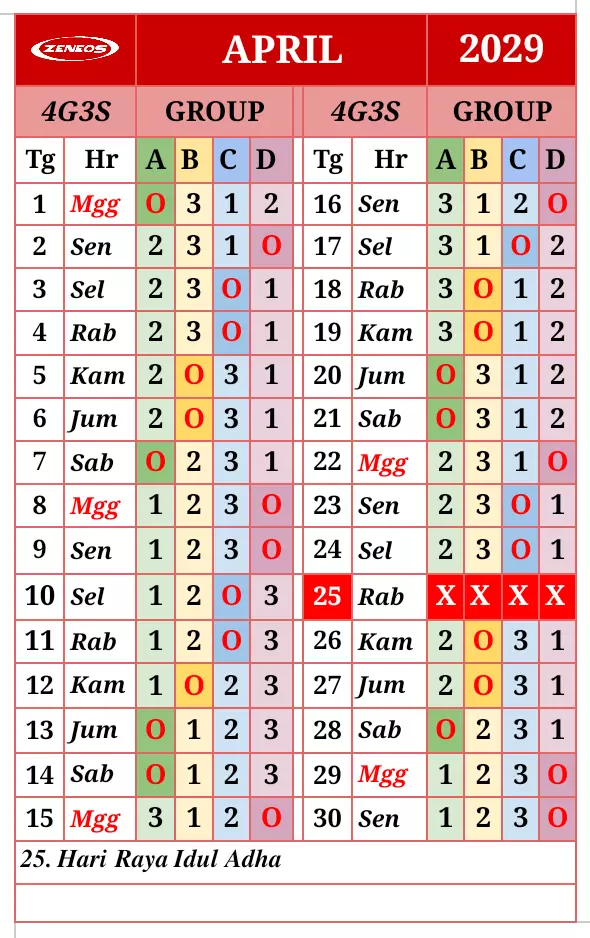 ZENEOS APRIL 2029
4G3S GROUP 4G3S GROUP
Tg Hr A B C D Tg Hr A B C D
1 Mgg O 3 1 2 16 Sen 3 1 2 O
2 Sen 2 3 1 O 17 Sel 3 1 O 2
3 Sel 2 3 O 1 18 Rab 3 O 1 2
4 Rab 2 3 O 1 19 Kam 3 O 1 2
5 Kam 2 O 3 1 20 Jum O 3 1 2
6 Jum 2 O 3 1 21 Sab O 3 1 2
7 Sab O 2 3 1 22 Mgg 2 3 1 O
8 Mgg 1 2 3 O 23 Sen 2 3 O 1
9 Sen 1 2 3 O 24 Sel 2 3 O 1
10 Sel 1 2 O 3 25 Rab X X X X
11 Rab 1 2 O 3 26 Kam 2 O 3 1
12 Kam 1 O 2 3 27 Jum 2 O 3 1
13 Jum O 1 2 3 28 Sab O 2 3 1
14 Sab O 1 2 3 29 Mgg 1 2 3 O
15 Mgg 3 1 2 O 30 Sen 1 2 3 O
25. Hari Raya Idul Adha